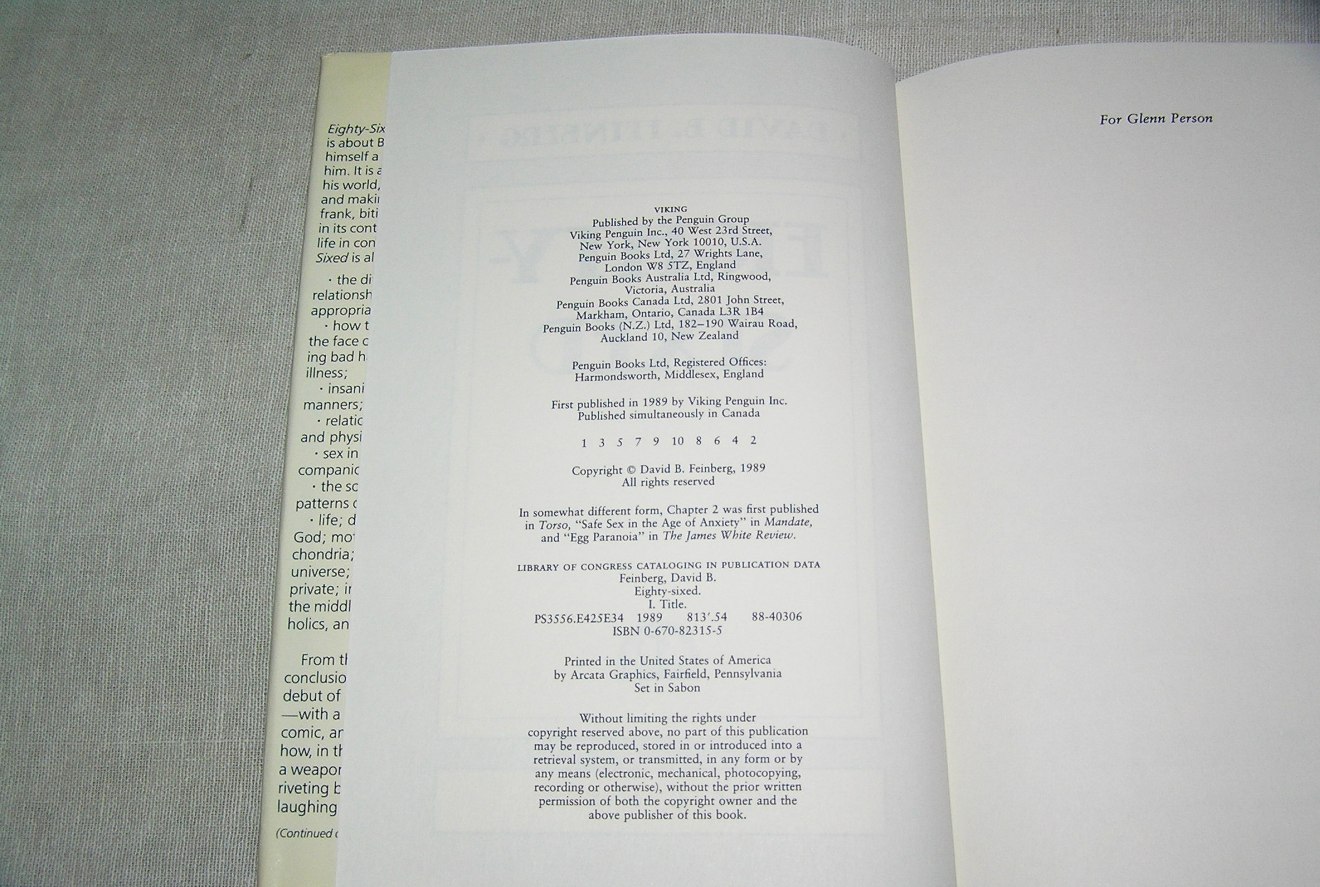 Eighty-Six
is about B
himself a
him. It is a
his world,
and makin
frank, biti
in its cont
life in con
Sixed is al
· the di
relationsh
appropria
· how t
the face c
ing bad h
illness;
· insani
manners;
· relatic
and physi
· sex in
companic
· the sc
patterns c
· life; d
God; mot
chondria;
universe;
private; ir
the middl
holics, an
From th
conclusio
debut of
—with a
comic, ar
how, in th
a weapon
riveting b
laughing
(Continued o
VIKING
Published by the Penguin Group
Viking Penguin Inc., 40 West 23rd Street,
New York, New York 10010, U.S.A.
Penguin Books Ltd, 27 Wrights Lane,
London W8 5TZ, England
Penguin Books Australia Ltd, Ringwood,
Victoria, Australia
Penguin Books Canada Ltd, 2801 John Street,
Markham, Ontario, Canada L3R 1B4
Penguin Books (N.Z.) Ltd, 182–190 Wairau Road,
Auckland 10, New Zealand
Penguin Books Ltd, Registered Offices:
Harmondsworth, Middlesex, England
First published in 1989 by Viking Penguin Inc.
Published simultaneously in Canada
1 3 5 7 9 10 8 6 4 2
Copyright © David B. Feinberg, 1989
All rights reserved
In somewhat different form, Chapter 2 was first published
in Torso, “Safe Sex in the Age of Anxiety” in Mandate,
and “Egg Paranoia” in The James White Review.
LIBRARY OF CONGRESS CATALOGING IN PUBLICATION DATA
Feinberg, David B.
Eighty-sixed.
I. Title.
PS3556.E425E34 1989 813′.54 88-40306
ISBN 0-670-82315-5
Printed in the United States of America
by Arcata Graphics, Fairfield, Pennsylvania
Set in Sabon
Without limiting the rights under
copyright reserved above, no part of this publication
may be reproduced, stored in or introduced into a
retrieval system, or transmitted, in any form or by
any means (electronic, mechanical, photocopying,
recording or otherwise), without the prior written
permission of both the copyright owner and the
above publisher of this book.
For Glenn Person